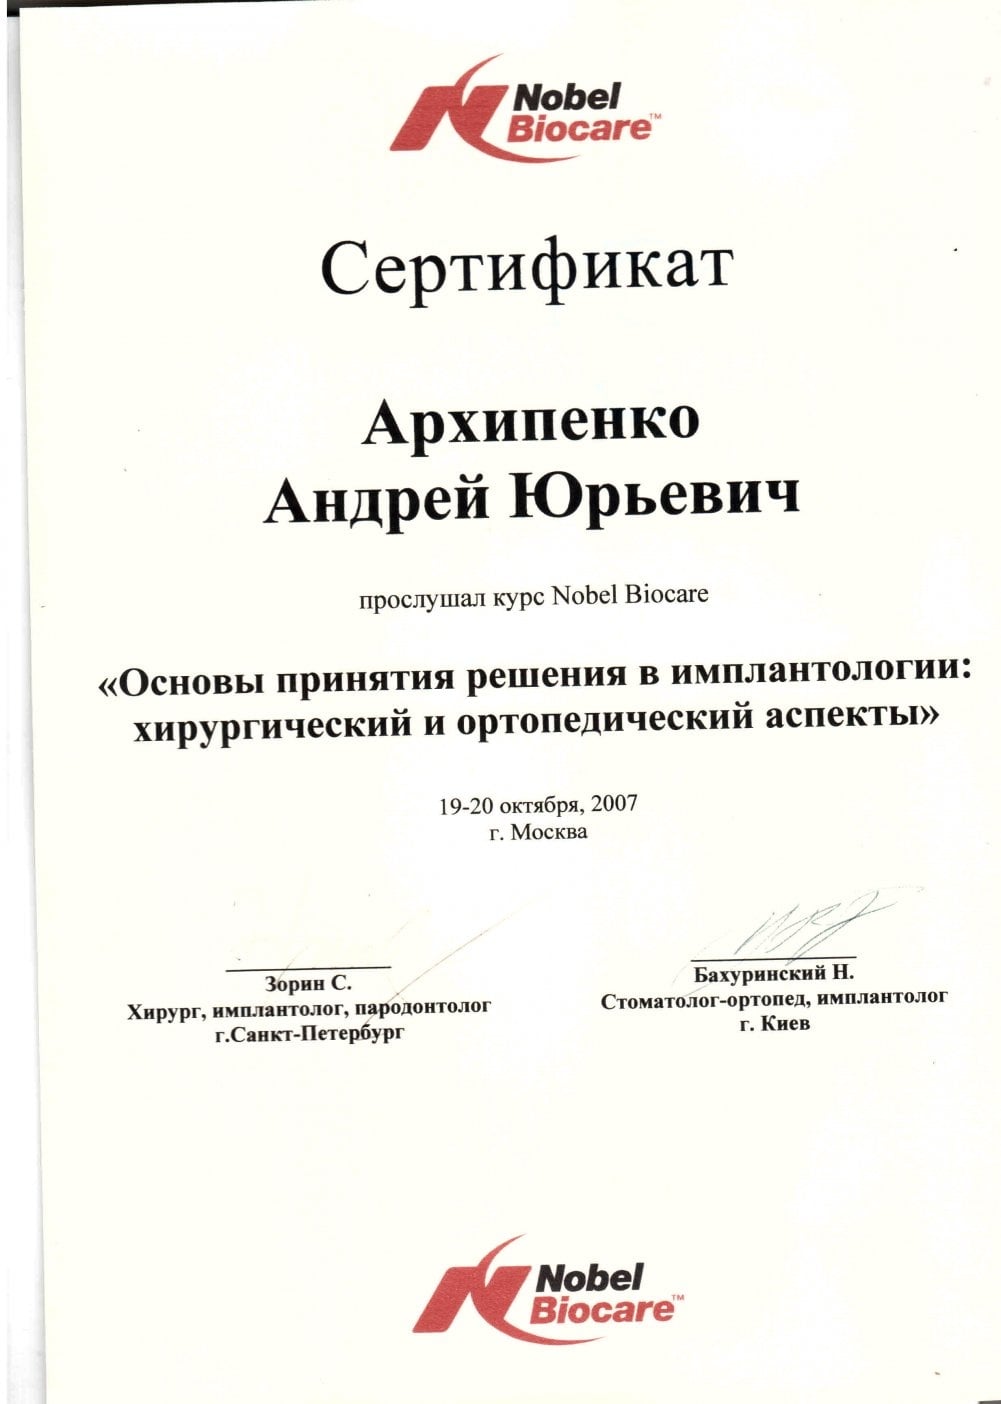 Nobel
Biocare™
Сертификат
Архипенко
Андрей Юрьевич
прослушал курс Nobel Biocare
«Основы принятия решения в имплантологии:
хирургический и ортопедический аспекты»
19-20 октября, 2007
г. Москва
Зорин С.
Хирург, имплантолог, пародонтолог
г.Санкт-Петербург
Бахуринский Н.
Стоматолог-ортопед, имплантолог
г. Киев
Nobel
Biocare™